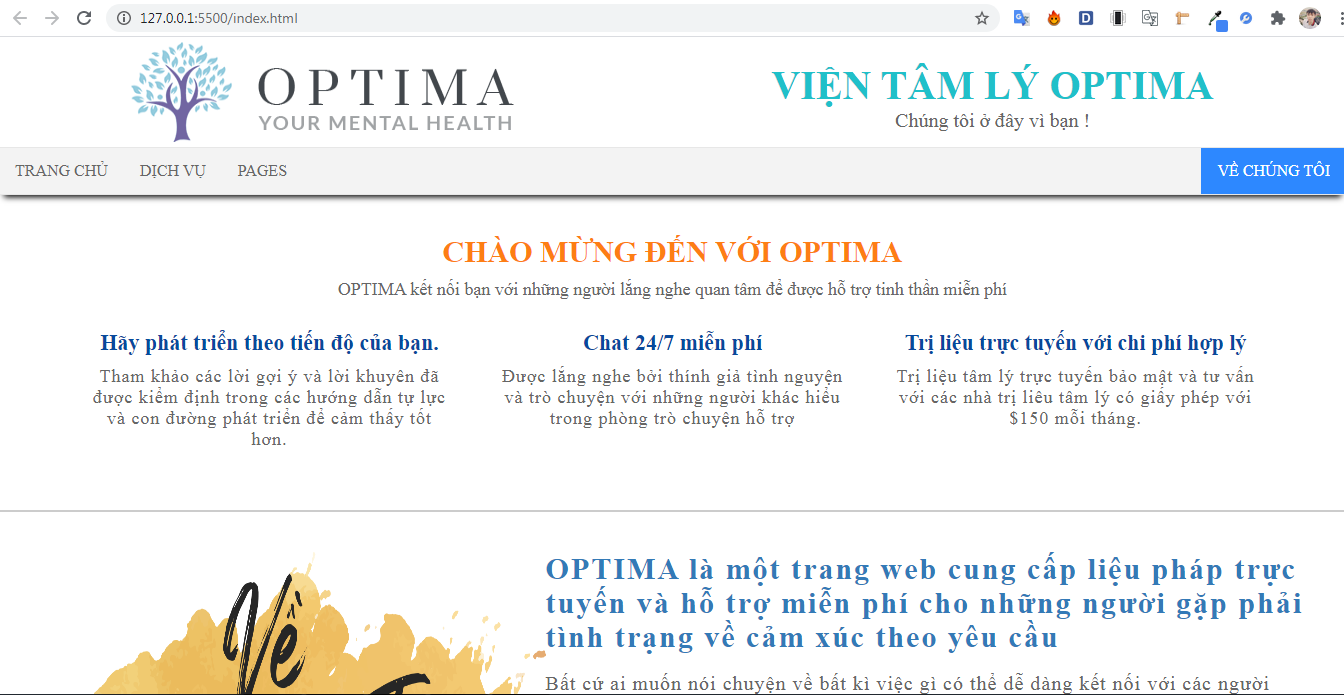 127.0.0.1:5500/index.html
OPTIMA
YOUR MENTAL HEALTH
VIỆN TÂM LÝ OPTIMA
Chúng tôi ở đây vì bạn !
TRANG CHỦ DỊCH VỤ PAGES VỀ CHÚNG TÔI
CHÀO MỪNG ĐẾN VỚI OPTIMA
OPTIMA kết nối bạn với những người lắng nghe quan tâm để được hỗ trợ tinh thần miễn phí
Hãy phát triển theo tiến độ của bạn.
Tham khảo các lời gợi ý và lời khuyên đã
được kiểm định trong các hướng dẫn tự lực
và con đường phát triển để cảm thấy tốt
hơn.
Chat 24/7 miễn phí
Được lắng nghe bởi thính giả tình nguyện
và trò chuyện với những người khác hiểu
trong phòng trò chuyện hỗ trợ
Trị liệu trực tuyến với chi phí hợp lý
Trị liệu tâm lý trực tuyến bảo mật và tư vấn
với các nhà trị liêu tâm lý có giấy phép với
$150 mỗi tháng.
Về
OPTIMA là một trang web cung cấp liệu pháp trực
tuyến và hỗ trợ miễn phí cho những người gặp phải
tình trạng về cảm xúc theo yêu cầu
Bất cứ ai muốn nói chuyện về bất kì việc gì có thể dễ dàng kết nối với các người